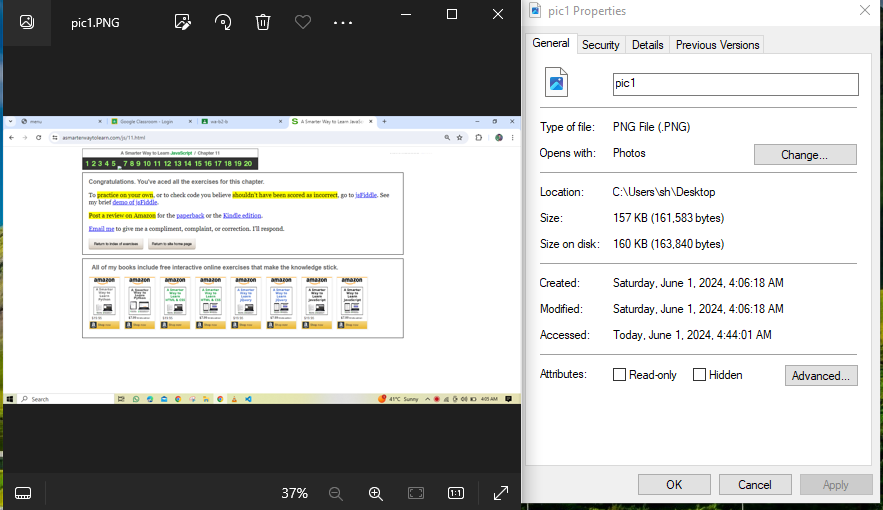 pic1.PNG
menu
Google Classroom - Login
wa-b2-b
A Smarter Way to Learn JavaSc
asmarterwaytolearn.com/js/11.html
A Smarter Way to Learn JavaScript / Chapter 11
1 2 3 4 5 7 8 9 10 11 12 13 14 15 16 17 18 19 20
Congratulations. You've aced all the exercises for this chapter.
To practice on your own, or to check code you believe shouldn't have been scored as incorrect, go to jsFiddle. See
my brief demo of jsFiddle.
Post a review on Amazon for the paperback or the Kindle edition.
Email me to give me a compliment, complaint, or correction. I'll respond.
Return to index of exercises Return to site home page
All of my books include free interactive online exercises that make the knowledge stick.
amazon amazon amazon amazon amazon amazon amazon amazon
Search
41°C Sunny
4:05 AM
37%
1:1
pic1 Properties
General Security Details Previous Versions
pic1
Type of file: PNG File (.PNG)
Opens with: Photos Change...
Location: C:\Users\sh\Desktop
Size: 157 KB (161,583 bytes)
Size on disk: 160 KB (163,840 bytes)
Created: Saturday, June 1, 2024, 4:06:18 AM
Modified: Saturday, June 1, 2024, 4:06:18 AM
Accessed: Today, June 1, 2024, 4:44:01 AM
Attributes: Read-only Hidden Advanced...
OK Cancel Apply